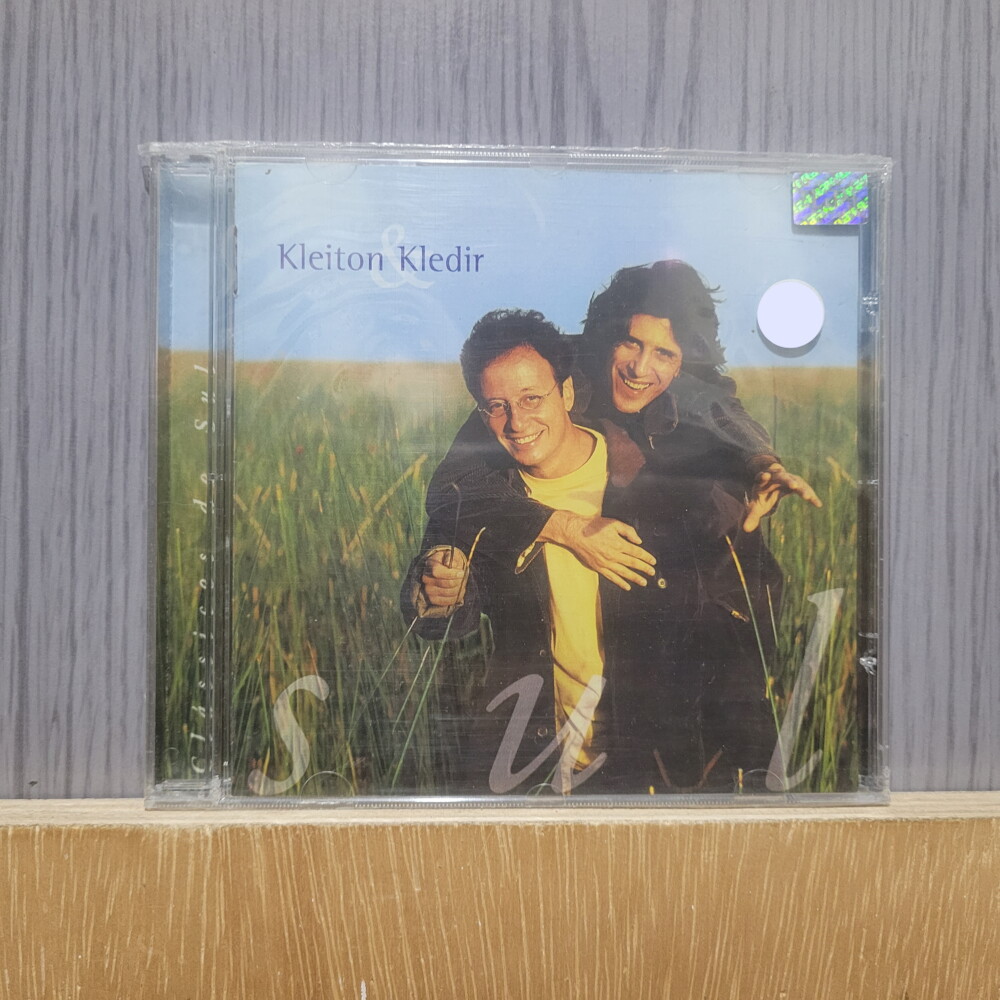 Kleiton & Kledir
Clássicos do Sul
sul